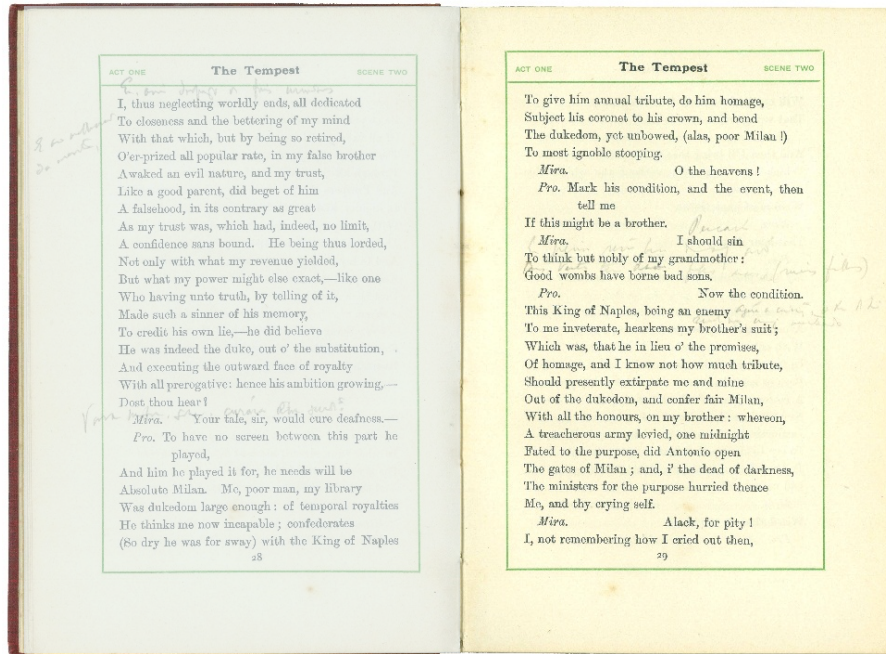 ACT ONE The Tempest SCENE TWO
I, thus neglecting worldly ends, all dedicated
To closeness and the bettering of my mind
With that which, but by being so retired,
O'er-prized all popular rate, in my false brother
Awaked an evil nature, and my trust,
Like a good parent, did beget of him
A falsehood, in its contrary as great
As my trust was, which had, indeed, no limit,
A confidence sans bound. He being thus lorded,
Not only with what my revenue yielded,
But what my power might else exact,—like one
Who having unto truth, by telling of it,
Made such a sinner of his memory,
To credit his own lie,—he did believe
He was indeed the duke, out o' the substitution,
And executing the outward face of royalty
With all prerogative: hence his ambition growing,—
Dost thou hear?
Mira. Your tale, sir, would cure deafness.—
Pro. To have no screen between this part he
played,
And him he played it for, he needs will be
Absolute Milan. Me, poor man, my library
Was dukedom large enough: of temporal royalties
He thinks me now incapable; confederates
(So dry he was for sway) with the King of Naples
28
ACT ONE The Tempest SCENE TWO
To give him annual tribute, do him homage,
Subject his coronet to his crown, and bend
The dukedom, yet unbowed, (alas, poor Milan!)
To most ignoble stooping.
Mira. O the heavens!
Pro. Mark his condition, and the event, then
tell me
If this might be a brother.
Mira. I should sin
To think but nobly of my grandmother:
Good wombs have borne bad sons.
Pro. Now the condition.
This King of Naples, being an enemy
To me inveterate, hearkens my brother's suit;
Which was, that he in lieu o' the premises,
Of homage, and I know not how much tribute,
Should presently extirpate me and mine
Out of the dukedom, and confer fair Milan,
With all the honours, on my brother: whereon,
A treacherous army levied, one midnight
Fated to the purpose, did Antonio open
The gates of Milan; and, i' the dead of darkness,
The ministers for the purpose hurried thence
Me, and thy crying self.
Mira. Alack, for pity!
I, not remembering how I cried out then,
29